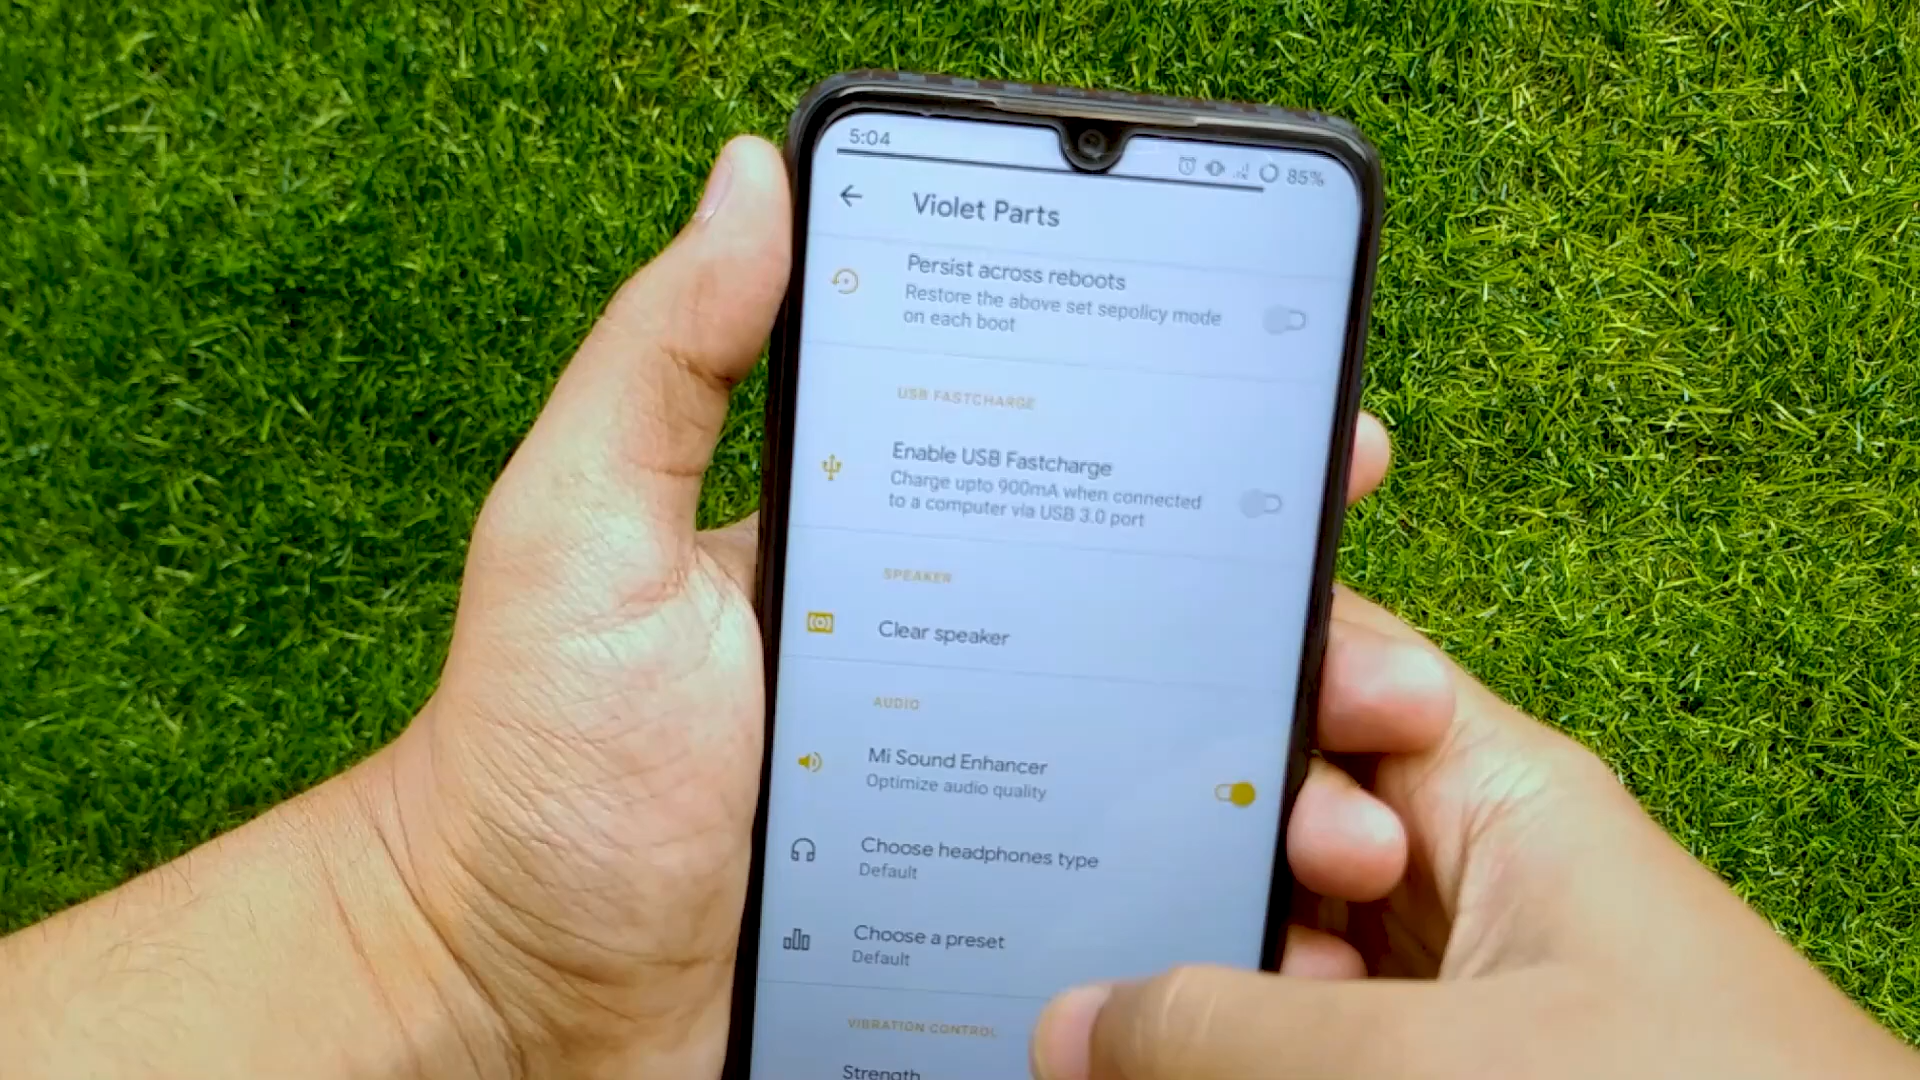 5:04
85%
Violet Parts
Persist across reboots
Restore the above set sepolicy mode
on each boot
USB FASTCHARGE
Enable USB Fastcharge
Charge upto 900mA when connected
to a computer via USB 3.0 port
SPEAKER
Clear speaker
AUDIO
Mi Sound Enhancer
Optimize audio quality
Choose headphones type
Default
Choose a preset
Default
VIBRATION CONTROL
Strength